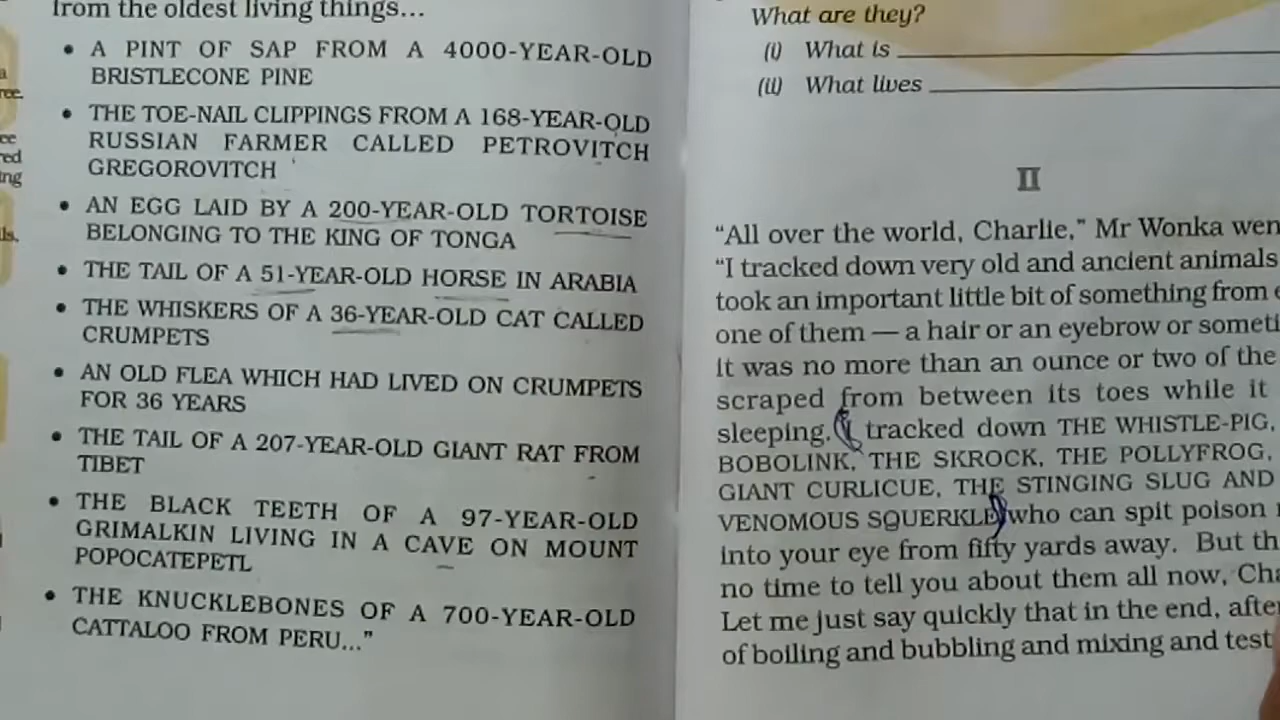 from the oldest living things...
• A PINT OF SAP FROM A 4000-YEAR-OLD
BRISTLECONE PINE
• THE TOE-NAIL CLIPPINGS FROM A 168-YEAR-OLD
RUSSIAN FARMER CALLED PETROVITCH
GREGOROVITCH
• AN EGG LAID BY A 200-YEAR-OLD TORTOISE
BELONGING TO THE KING OF TONGA
• THE TAIL OF A 51-YEAR-OLD HORSE IN ARABIA
• THE WHISKERS OF A 36-YEAR-OLD CAT CALLED
CRUMPETS
• AN OLD FLEA WHICH HAD LIVED ON CRUMPETS
FOR 36 YEARS
• THE TAIL OF A 207-YEAR-OLD GIANT RAT FROM
TIBET
• THE BLACK TEETH OF A 97-YEAR-OLD
GRIMALKIN LIVING IN A CAVE ON MOUNT
POPOCATEPETL
• THE KNUCKLEBONES OF A 700-YEAR-OLD
CATTALOO FROM PERU..."
What are they?
(i) What is
(ii) What lives
II
"All over the world, Charlie," Mr Wonka wen
"I tracked down very old and ancient animals
took an important little bit of something from
one of them — a hair or an eyebrow or someti
it was no more than an ounce or two of the
scraped from between its toes while it
sleeping. I tracked down THE WHISTLE-PIG,
BOBOLINK, THE SKROCK, THE POLLYFROG,
GIANT CURLICUE, THE STINGING SLUG AND
VENOMOUS SQUERKLE who can spit poison
into your eye from fifty yards away. But th
no time to tell you about them all now, Cha
Let me just say quickly that in the end, after
of boiling and bubbling and mixing and test